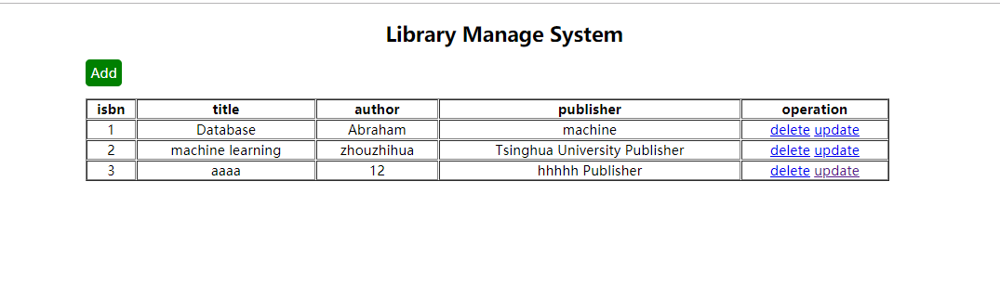 Library Manage System
Add
isbn title author publisher operation
1 Database Abraham machine delete update
2 machine learning zhouzhihua Tsinghua University Publisher delete update
3 aaaa 12 hhhhh Publisher delete update